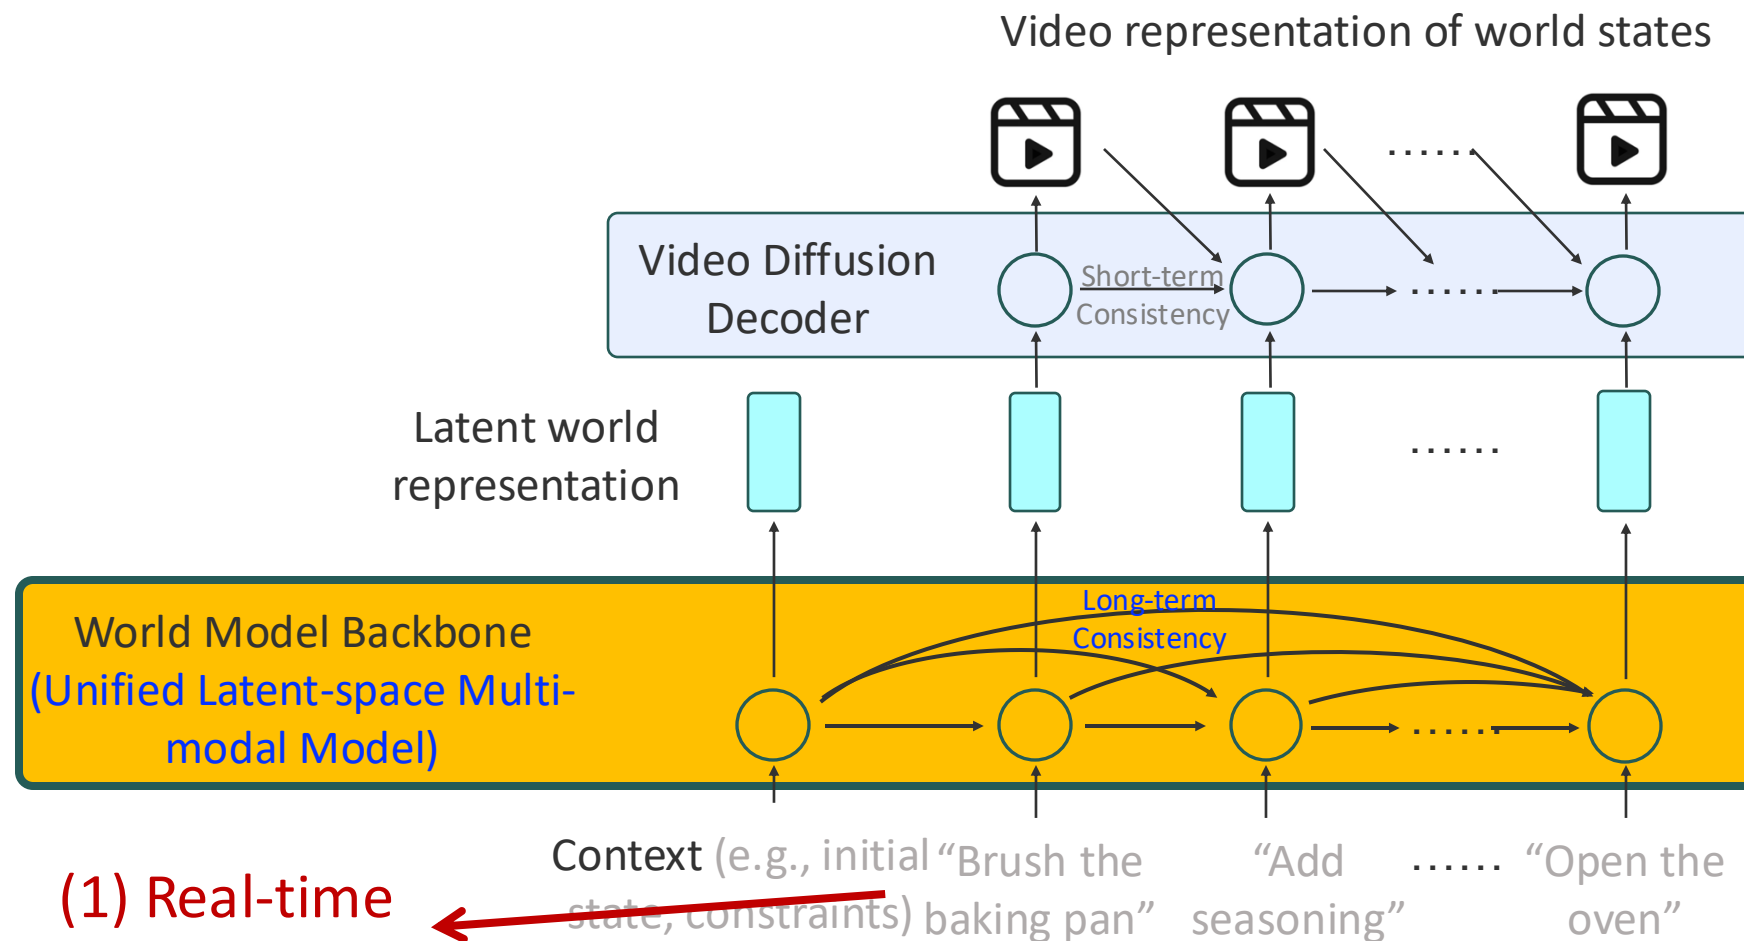 Video representation of world states
Video Diffusion
Decoder
Short-term
Consistency
......
......
Latent world
representation
......
World Model Backbone
(Unified Latent-space Multi-
modal Model)
Long-term
Consistency
......
Context (e.g., initial
state, constraints)
“Brush the
baking pan”
“Add
seasoning”
......
“Open the
oven”
(1) Real-time